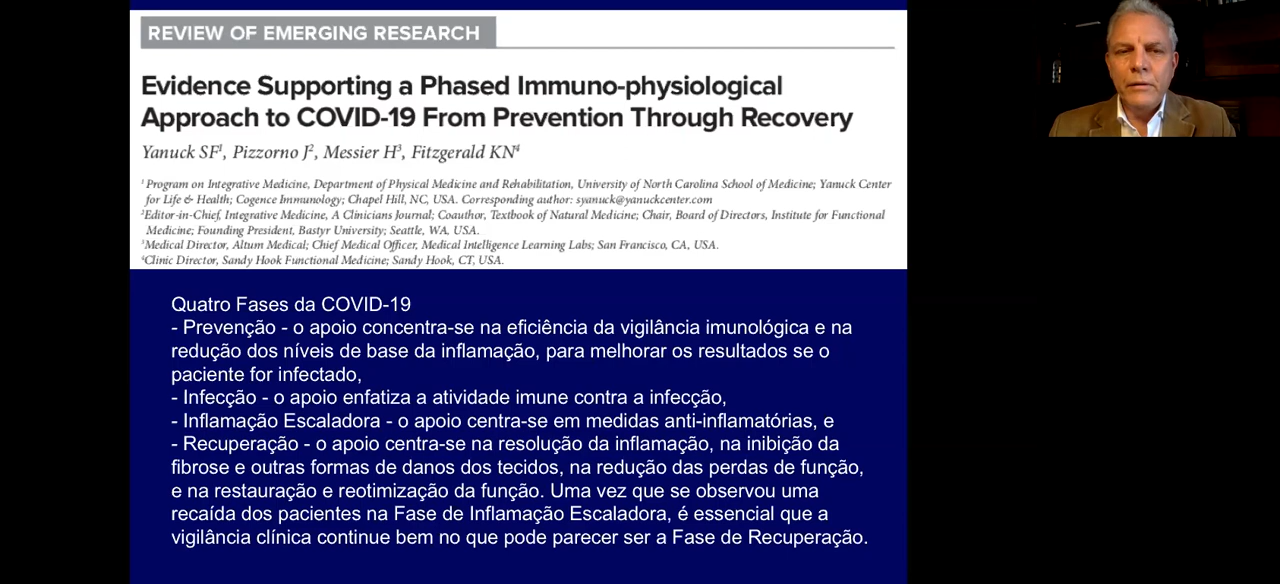 REVIEW OF EMERGING RESEARCH
Evidence Supporting a Phased Immuno-physiological
Approach to COVID-19 From Prevention Through Recovery
Yanuck SF¹, Pizzorno J², Messier H³, Fitzgerald KN⁴
¹ Program on Integrative Medicine, Department of Physical Medicine and Rehabilitation, University of North Carolina School of Medicine; Yanuck Center
for Life & Health; Cogence Immunology; Chapel Hill, NC, USA. Corresponding author: syanuck@yanuckcenter.com
²Editor-in-Chief, Integrative Medicine, A Clinicians Journal; Coauthor, Textbook of Natural Medicine; Chair, Board of Directors, Institute for Functional
Medicine; Founding President, Bastyr University; Seattle, WA, USA.
³Medical Director, Altum Medical; Chief Medical Officer, Medical Intelligence Learning Labs; San Francisco, CA, USA.
⁴Clinic Director, Sandy Hook Functional Medicine; Sandy Hook, CT, USA.
Quatro Fases da COVID-19
- Prevenção - o apoio concentra-se na eficiência da vigilância imunológica e na
redução dos níveis de base da inflamação, para melhorar os resultados se o
paciente for infectado,
- Infecção - o apoio enfatiza a atividade imune contra a infecção,
- Inflamação Escaladora - o apoio centra-se em medidas anti-inflamatórias, e
- Recuperação - o apoio centra-se na resolução da inflamação, na inibição da
fibrose e outras formas de danos dos tecidos, na redução das perdas de função,
e na restauração e reotimização da função. Uma vez que se observou uma
recaída dos pacientes na Fase de Inflamação Escaladora, é essencial que a
vigilância clínica continue bem no que pode parecer ser a Fase de Recuperação.